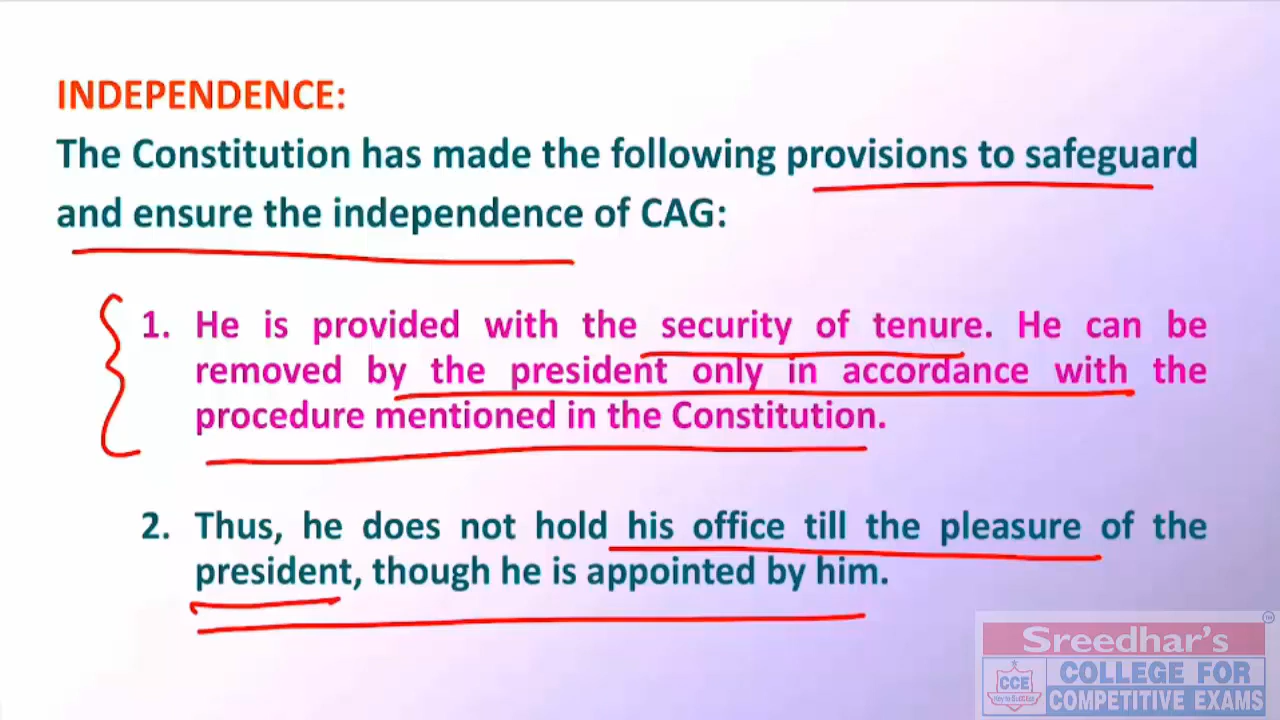 INDEPENDENCE:
The Constitution has made the following provisions to safeguard
and ensure the independence of CAG:
1. He is provided with the security of tenure. He can be
removed by the president only in accordance with the
procedure mentioned in the Constitution.
2. Thus, he does not hold his office till the pleasure of the
president, though he is appointed by him.
Sreedhar's
CCE
COLLEGE FOR
COMPETITIVE EXAMS